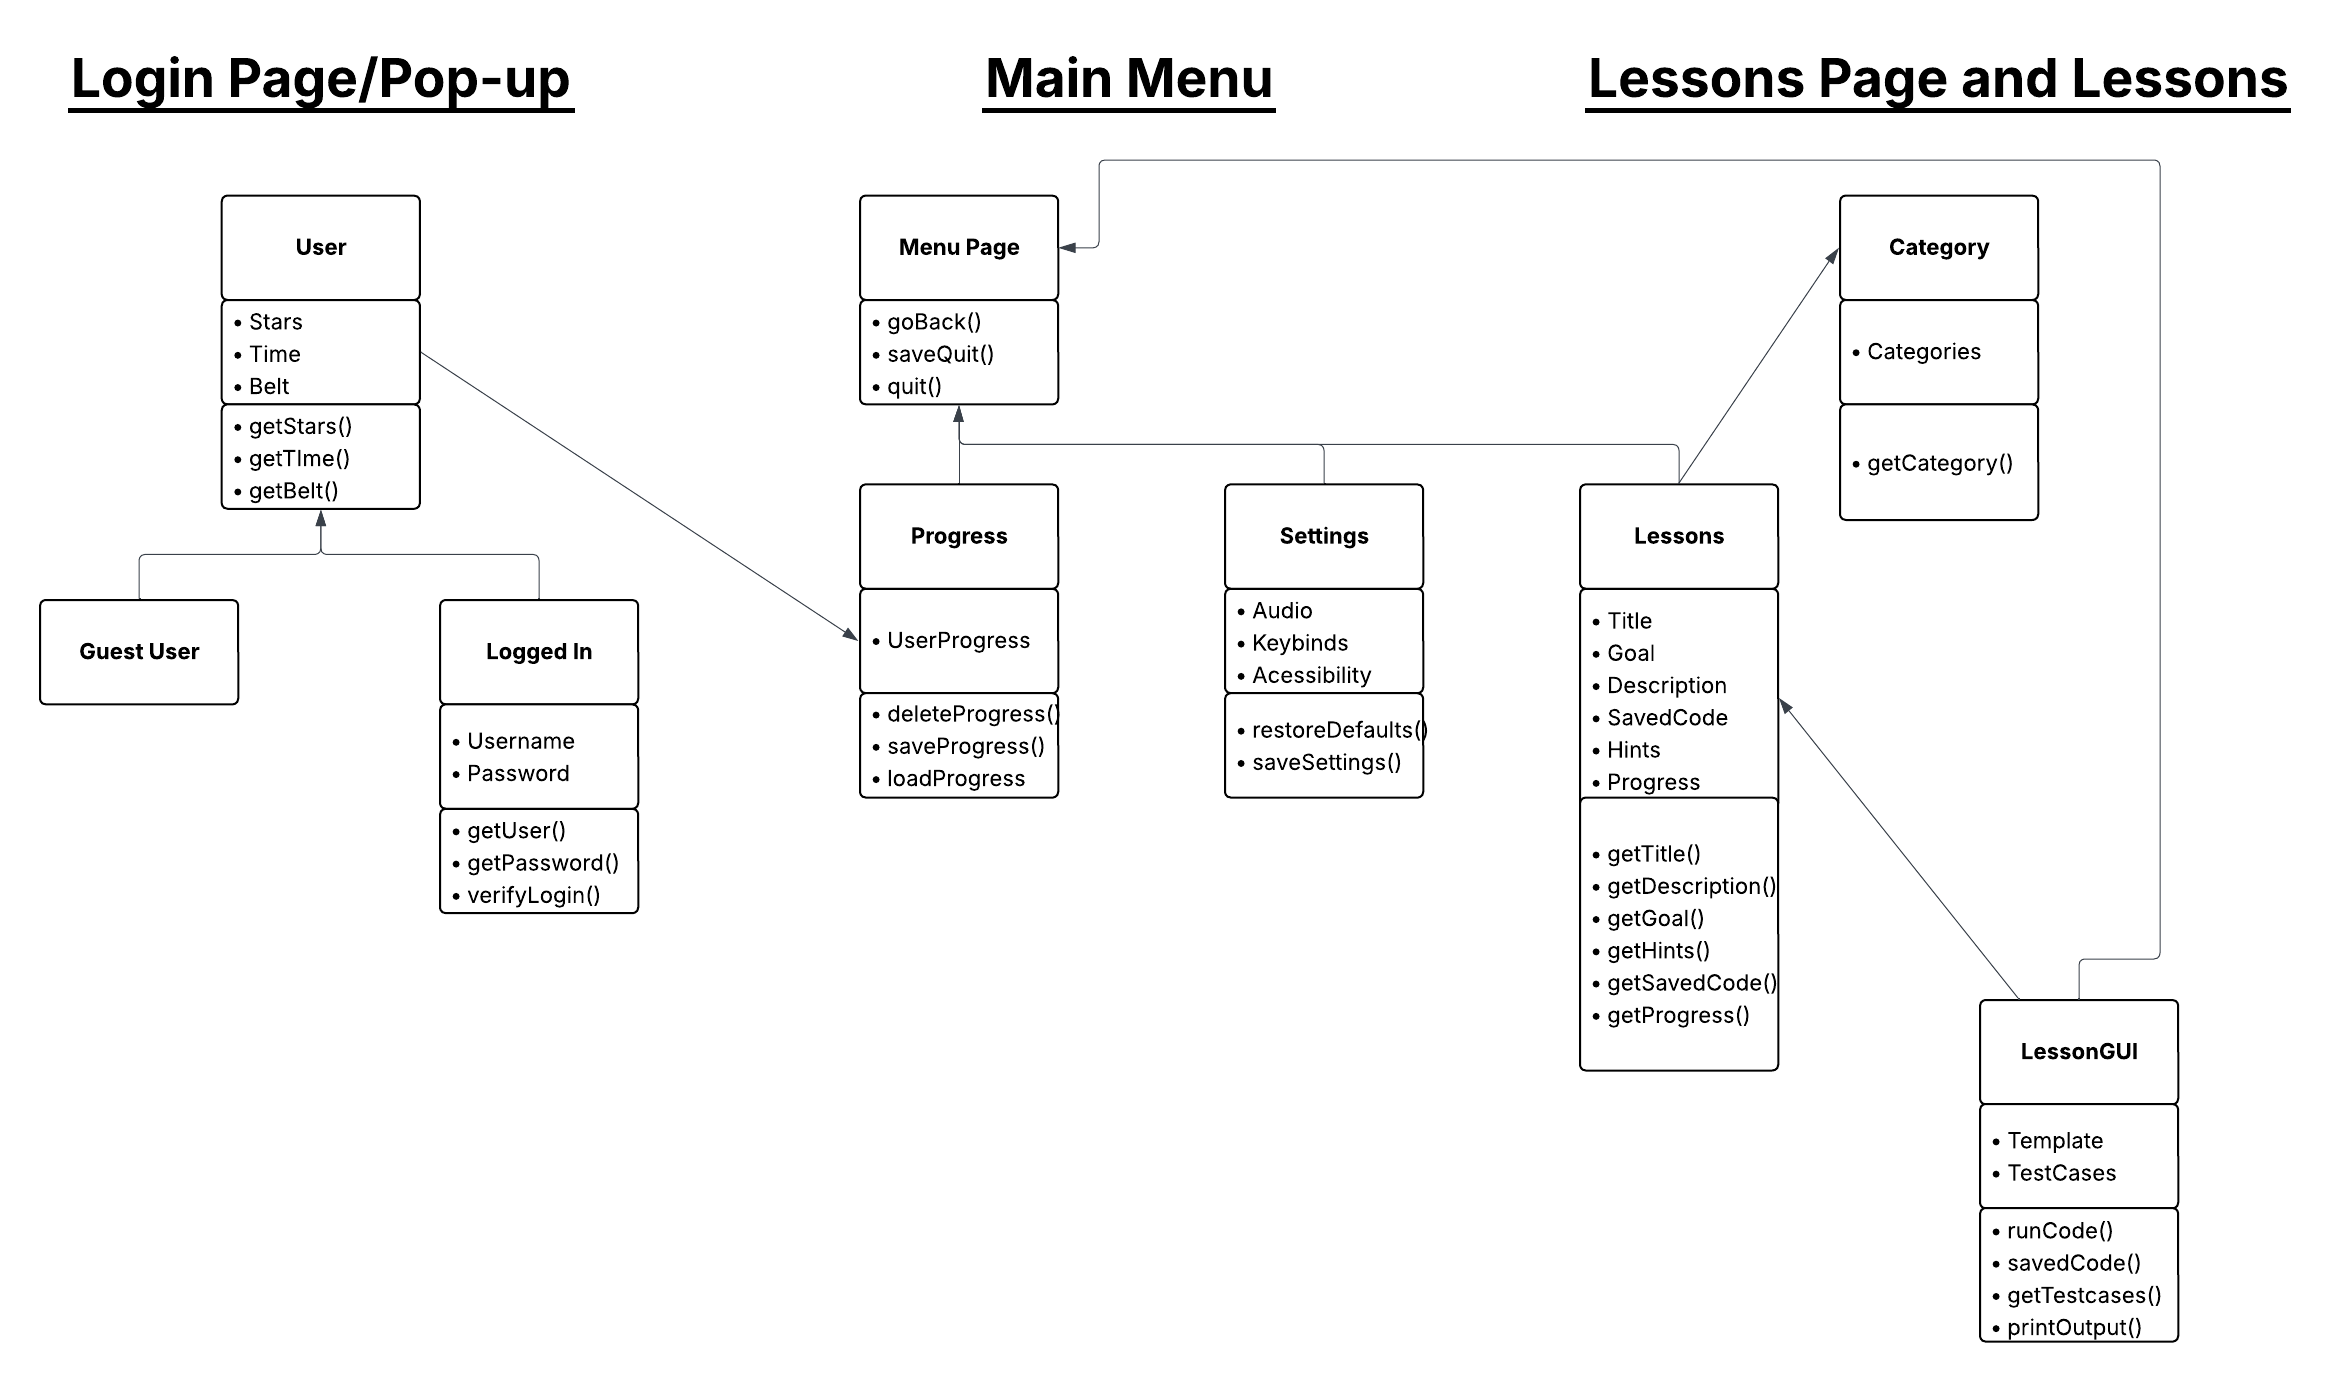 Login Page/Pop-up
Main Menu
Lessons Page and Lessons
User
• Stars
• Time
• Belt
• getStars()
• getTIme()
• getBelt()
Guest User
Logged In
• Username
• Password
• getUser()
• getPassword()
• verifyLogin()
Menu Page
• goBack()
• saveQuit()
• quit()
Progress
• UserProgress
• deleteProgress()
• saveProgress()
• loadProgress
Settings
• Audio
• Keybinds
• Acessibility
• restoreDefaults()
• saveSettings()
Lessons
• Title
• Goal
• Description
• SavedCode
• Hints
• Progress
• getTitle()
• getDescription()
• getGoal()
• getHints()
• getSavedCode()
• getProgress()
Category
• Categories
• getCategory()
LessonGUI
• Template
• TestCases
• runCode()
• savedCode()
• getTestcases()
• printOutput()